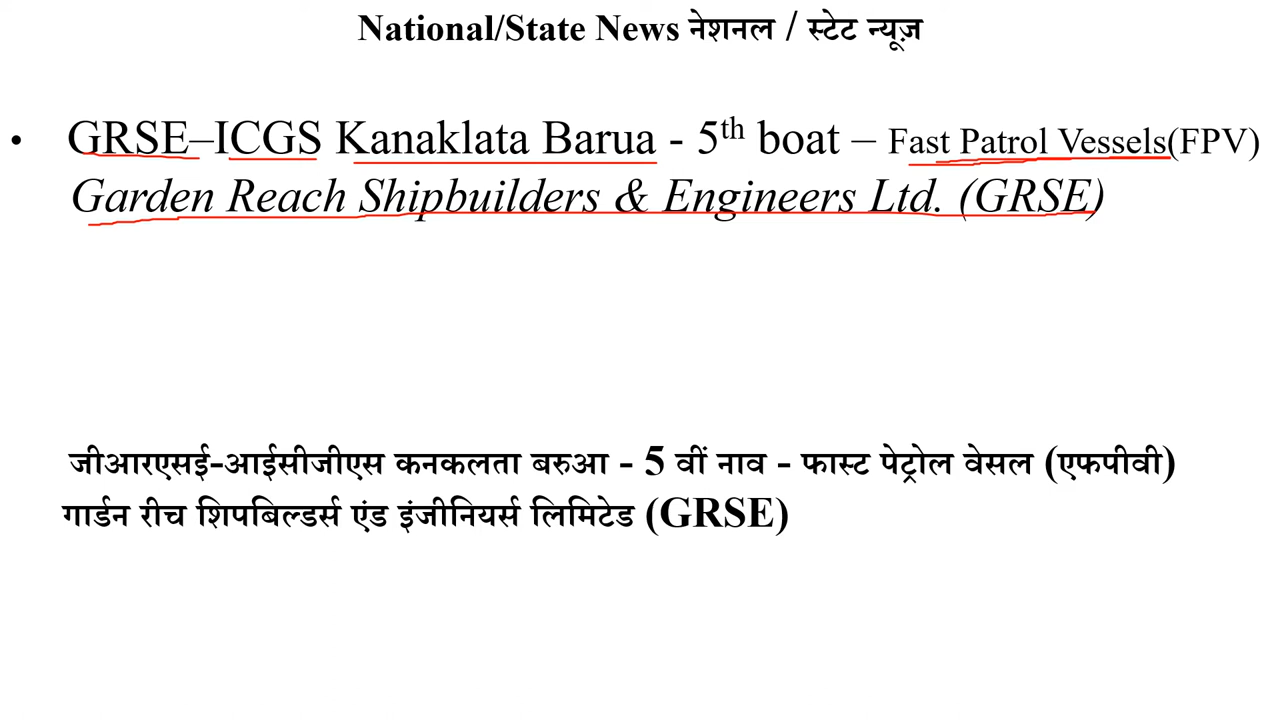 National/State News नेशनल / स्टेट न्यूज़
• GRSE–ICGS Kanaklata Barua - 5th boat – Fast Patrol Vessels(FPV)
Garden Reach Shipbuilders & Engineers Ltd. (GRSE)
जीआरएसई-आईसीजीएस कनकलता बरुआ - 5 वीं नाव - फास्ट पेट्रोल वेसल (एफपीवी)
गार्डन रीच शिपबिल्डर्स एंड इंजीनियर्स लिमिटेड (GRSE)